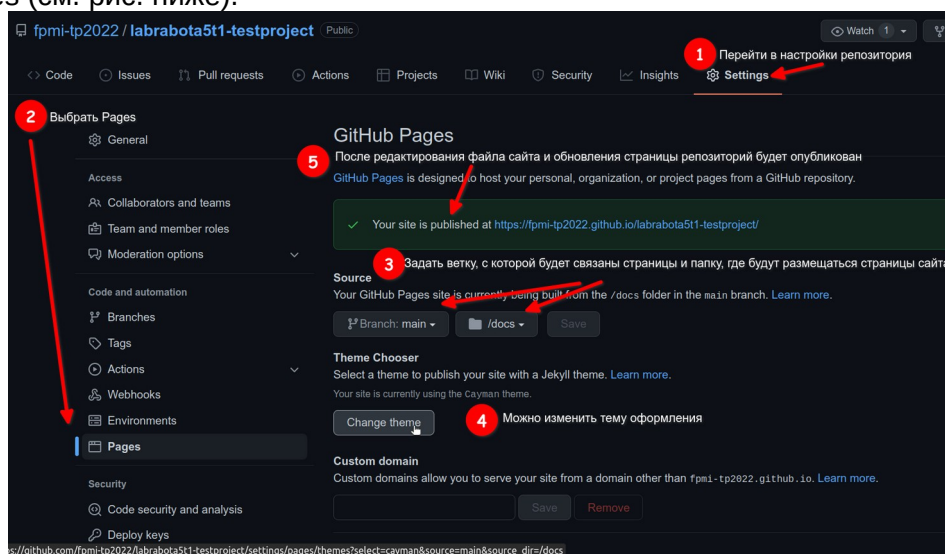 es (см. рис. ниже).
fpmi-tp2022 / labrabota5t1-testproject Public
Watch 1
1 Перейти в настройки репозитория
Code Issues Pull requests Actions Projects Wiki Security Insights Settings
2 Выбрать Pages
General
GitHub Pages
5 После редактирования файла сайта и обновления страницы репозиторий будет опубликован
Access
GitHub Pages is designed to host your personal, organization, or project pages from a GitHub repository.
Collaborators and teams
Team and member roles
Your site is published at https://fpmi-tp2022.github.io/labrabota5t1-testproject/
Moderation options
3 Задать ветку, с которой будет связаны страницы и папку, где будут размещаться страницы сайта
Source
Code and automation
Your GitHub Pages site is currently being built from the /docs folder in the main branch. Learn more.
Branches
Branch: main /docs Save
Tags
Theme Chooser
Actions
Select a theme to publish your site with a Jekyll theme. Learn more.
Webhooks
Your site is currently using the Cayman theme.
Environments
Change theme
4 Можно изменить тему оформления
Pages
Custom domain
Custom domains allow you to serve your site from a domain other than fpmi-tp2022.github.io. Learn more.
Security
Code security and analysis
Save Remove
Deploy keys
s://github.com/fpmi-tp2022/labrabota5t1-testproject/settings/pages/themes?select=cayman&source=main&source_dir=/docs